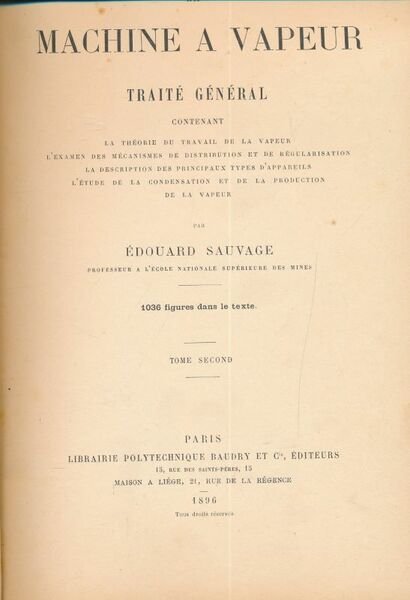 MACHINE A VAPEUR
TRAITÉ GÉNÉRAL
CONTENANT
LA THÉORIE DU TRAVAIL DE LA VAPEUR
L'EXAMEN DES MÉCANISMES DE DISTRIBUTION ET DE RÉGULARISATION
LA DESCRIPTION DES PRINCIPAUX TYPES D'APPAREILS
L'ÉTUDE DE LA CONDENSATION ET DE LA PRODUCTION
DE LA VAPEUR
PAR
ÉDOUARD SAUVAGE
PROFESSEUR A L'ÉCOLE NATIONALE SUPÉRIEURE DES MINES
1036 figures dans le texte.
TOME SECOND
PARIS
LIBRAIRIE POLYTECHNIQUE BAUDRY ET Cie, ÉDITEURS
15, RUE DES SAINTS-PÈRES, 15
MAISON A LIÉGE, 21, RUE DE LA RÉGENCE
1896
Tous droits réservés.